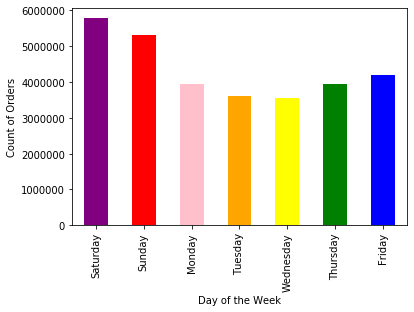 6000000
5000000
4000000
3000000
2000000
1000000
0
Count of Orders
Saturday
Sunday
Monday
Tuesday
Wednesday
Thursday
Friday
Day of the Week